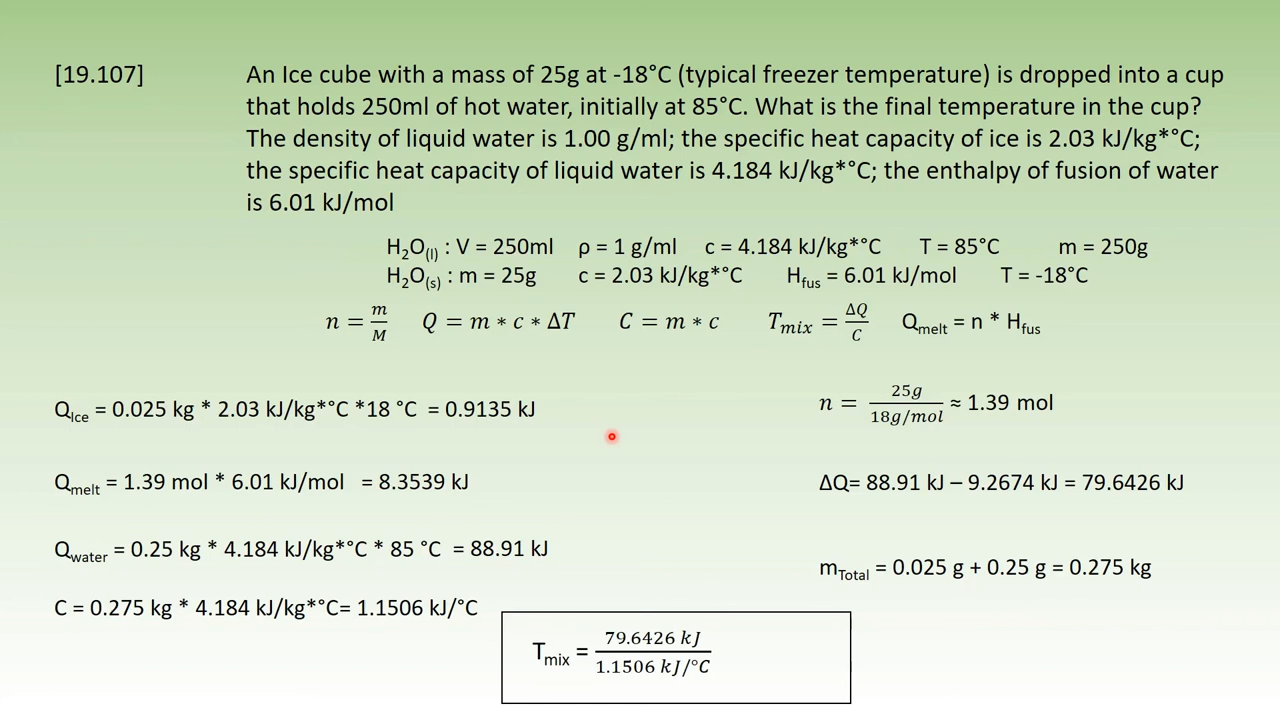 [19.107] An Ice cube with a mass of 25g at -18°C (typical freezer temperature) is dropped into a cup
that holds 250ml of hot water, initially at 85°C. What is the final temperature in the cup?
The density of liquid water is 1.00 g/ml; the specific heat capacity of ice is 2.03 kJ/kg*°C;
the specific heat capacity of liquid water is 4.184 kJ/kg*°C; the enthalpy of fusion of water
is 6.01 kJ/mol
H₂O(l) : V = 250ml ρ = 1 g/ml c = 4.184 kJ/kg*°C T = 85°C m = 250g
H₂O(s) : m = 25g c = 2.03 kJ/kg*°C Hfus = 6.01 kJ/mol T = -18°C
n = m/M Q = m * c * ΔT C = m * c Tmix = ΔQ/C Qmelt = n * Hfus
QIce = 0.025 kg * 2.03 kJ/kg*°C *18 °C = 0.9135 kJ
n = 25g/18g/mol ≈ 1.39 mol
Qmelt = 1.39 mol * 6.01 kJ/mol = 8.3539 kJ
ΔQ= 88.91 kJ – 9.2674 kJ = 79.6426 kJ
Qwater = 0.25 kg * 4.184 kJ/kg*°C * 85 °C = 88.91 kJ
mTotal = 0.025 g + 0.25 g = 0.275 kg
C = 0.275 kg * 4.184 kJ/kg*°C= 1.1506 kJ/°C
Tmix = 79.6426 kJ/1.1506 kJ/°C